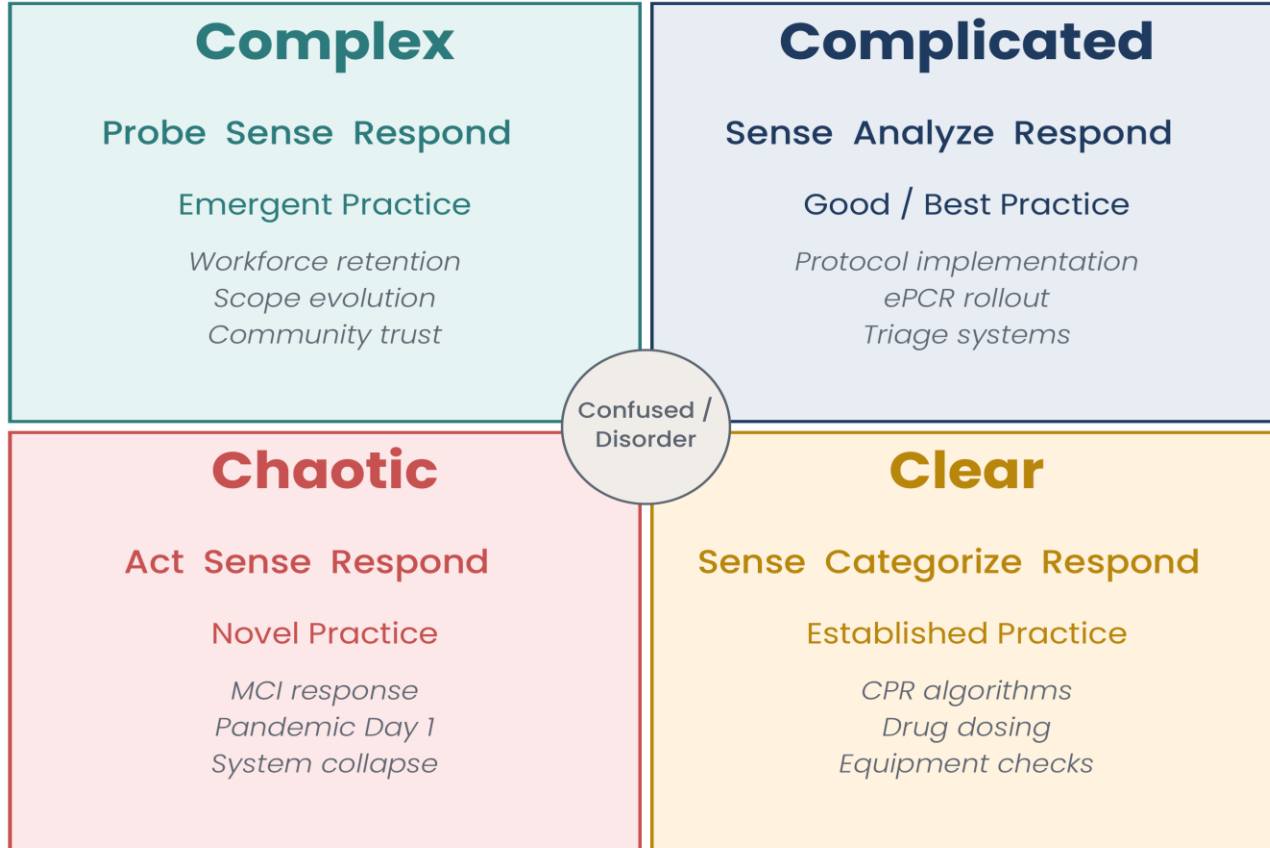 Complex
Probe Sense Respond
Emergent Practice
Workforce retention
Scope evolution
Community trust
Complicated
Sense Analyze Respond
Good / Best Practice
Protocol implementation
ePCR rollout
Triage systems
Confused /
Disorder
Chaotic
Act Sense Respond
Novel Practice
MCI response
Pandemic Day 1
System collapse
Clear
Sense Categorize Respond
Established Practice
CPR algorithms
Drug dosing
Equipment checks